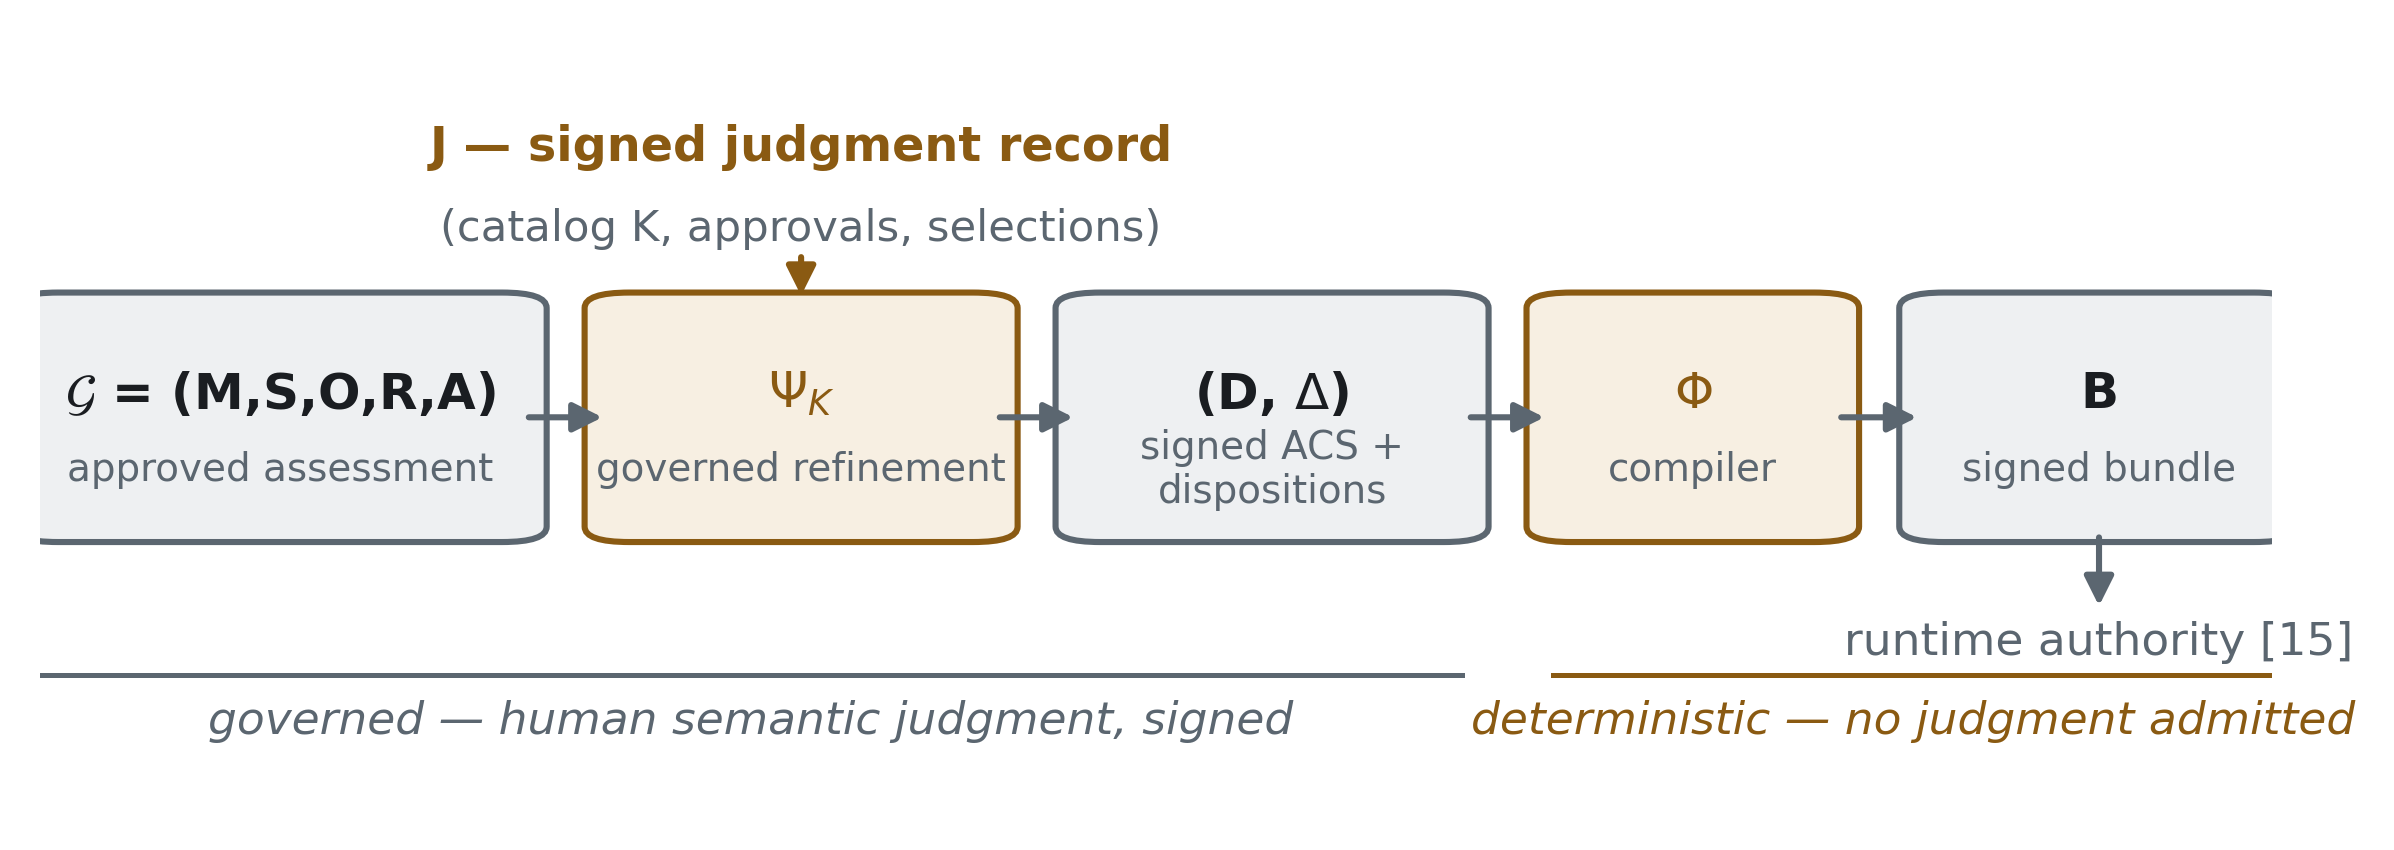 J — signed judgment record
(catalog K, approvals, selections)
𝒢 = (M,S,O,R,A)
approved assessment
Ψ_K
governed refinement
(D, Δ)
signed ACS +
dispositions
Φ
compiler
B
signed bundle
runtime authority [15]
governed — human semantic judgment, signed
deterministic — no judgment admitted